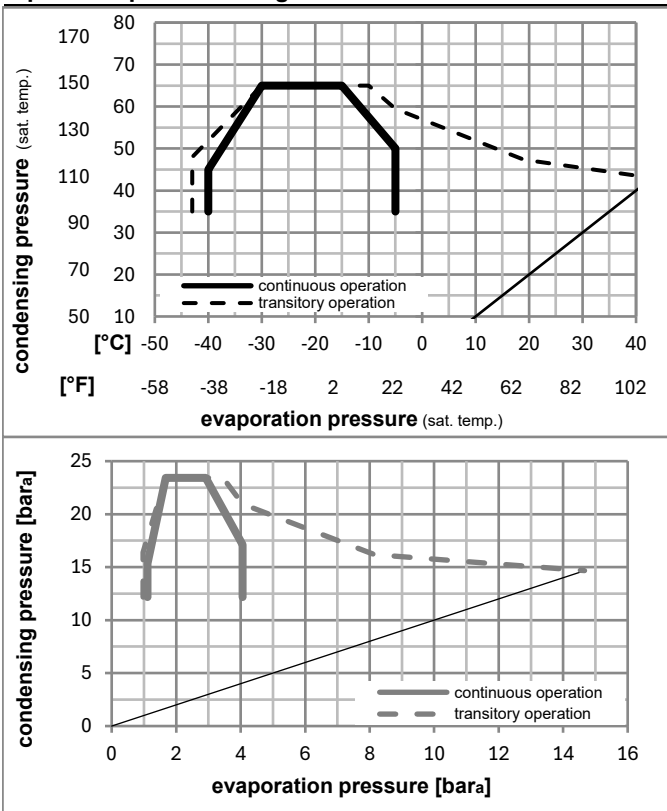 80
170
70
150
60
130
50
110
40
90
30
70
20
50
10
condensing pressure (sat. temp.)
continuous operation
transitory operation
[°C] -50 -40 -30 -20 -10 0 10 20 30 40
[°F] -58 -38 -18 2 22 42 62 82 102
evaporation pressure (sat. temp.)
condensing pressure [bara]
25
20
15
10
5
0
continuous operation
transitory operation
0 2 4 6 8 10 12 14 16
evaporation pressure [bara]